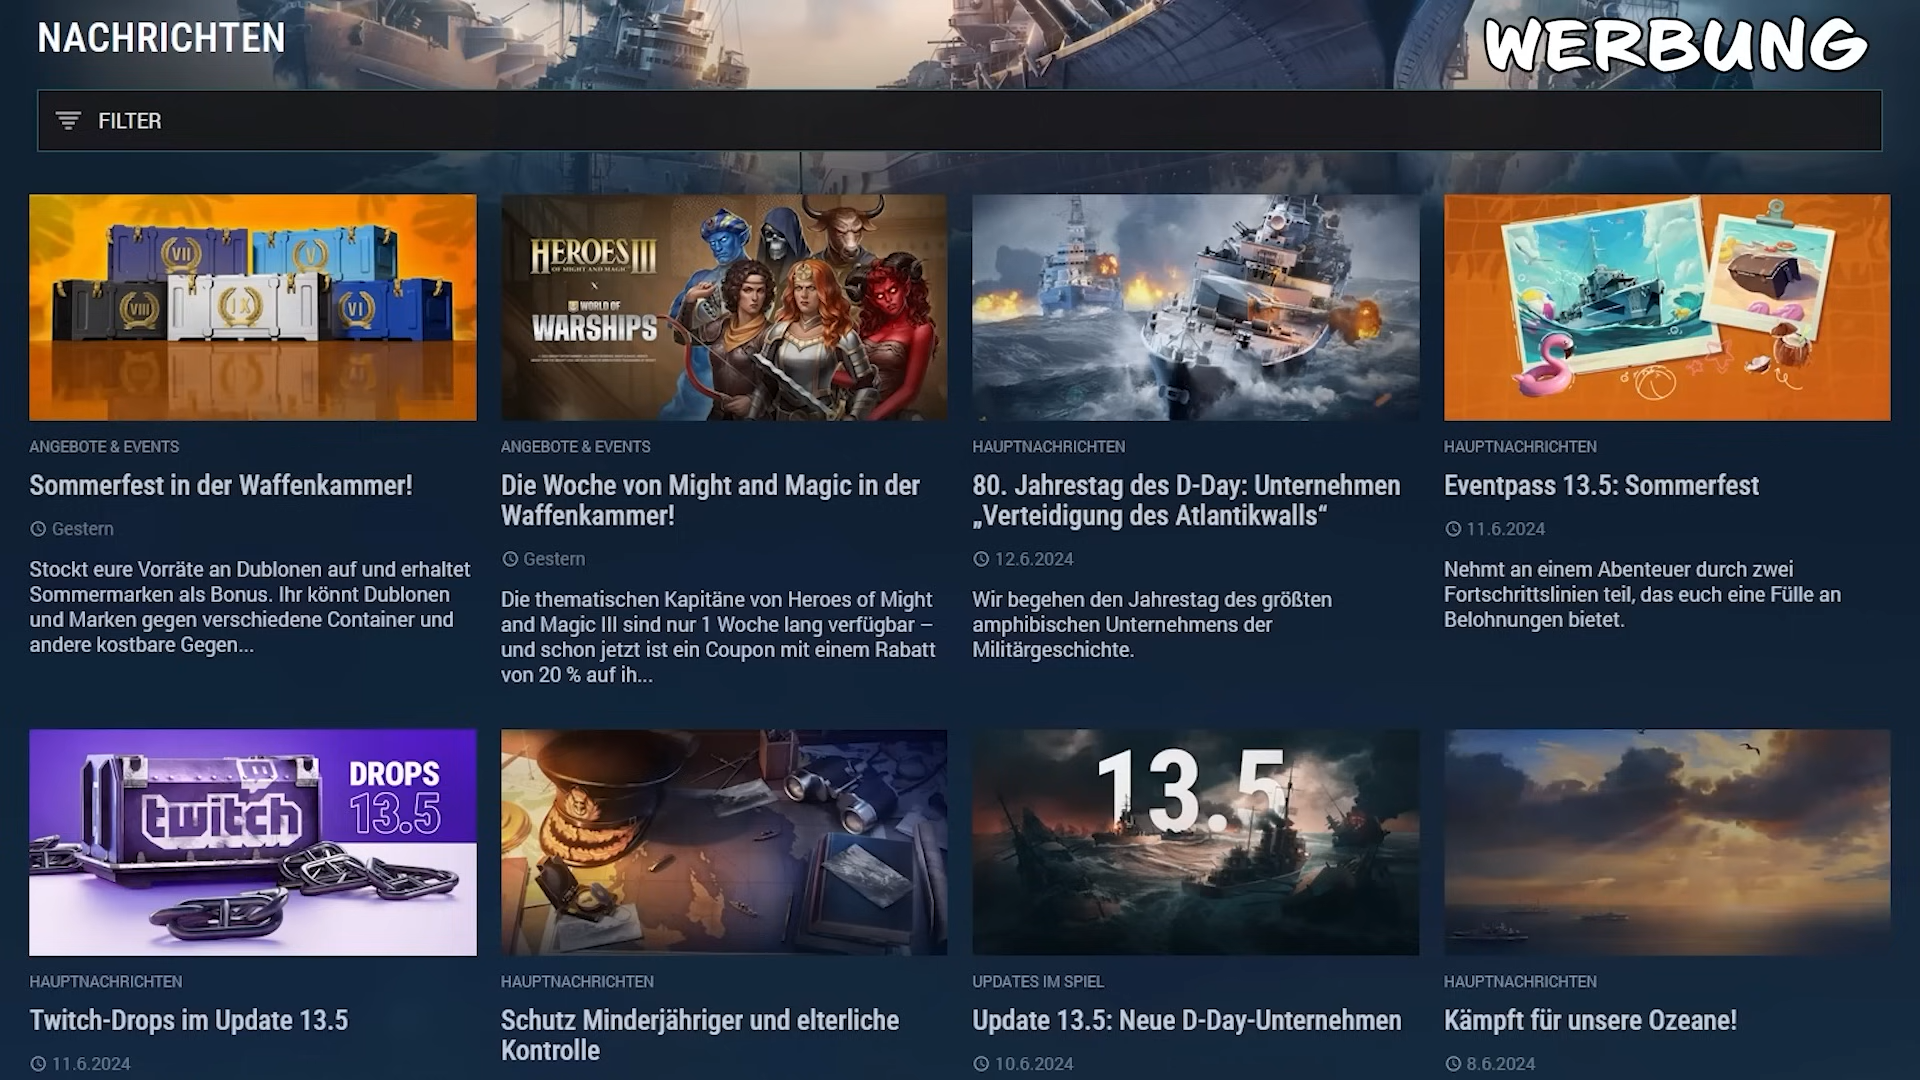 NACHRICHTEN
WERBUNG
FILTER
VII
V
VIII
IX
VI
HEROES III
OF MIGHT AND MAGIC
X
WORLD OF
WARSHIPS
ANGEBOTE & EVENTS
Sommerfest in der Waffenkammer!
Gestern
Stockt eure Vorräte an Dublonen auf und erhaltet
Sommermarken als Bonus. Ihr könnt Dublonen
und Marken gegen verschiedene Container und
andere kostbare Gegen...
ANGEBOTE & EVENTS
Die Woche von Might and Magic in der
Waffenkammer!
Gestern
Die thematischen Kapitäne von Heroes of Might
and Magic III sind nur 1 Woche lang verfügbar –
und schon jetzt ist ein Coupon mit einem Rabatt
von 20 % auf ih...
HAUPTNACHRICHTEN
80. Jahrestag des D-Day: Unternehmen
„Verteidigung des Atlantikwalls“
12.6.2024
Wir begehen den Jahrestag des größten
amphibischen Unternehmens der
Militärgeschichte.
HAUPTNACHRICHTEN
Eventpass 13.5: Sommerfest
11.6.2024
Nehmt an einem Abenteuer durch zwei
Fortschrittslinien teil, das euch eine Fülle an
Belohnungen bietet.
twitch
DROPS
13.5
HAUPTNACHRICHTEN
Twitch-Drops im Update 13.5
11.6.2024
HAUPTNACHRICHTEN
Schutz Minderjähriger und elterliche
Kontrolle
13.5
UPDATES IM SPIEL
Update 13.5: Neue D-Day-Unternehmen
10.6.2024
HAUPTNACHRICHTEN
Kämpft für unsere Ozeane!
8.6.2024